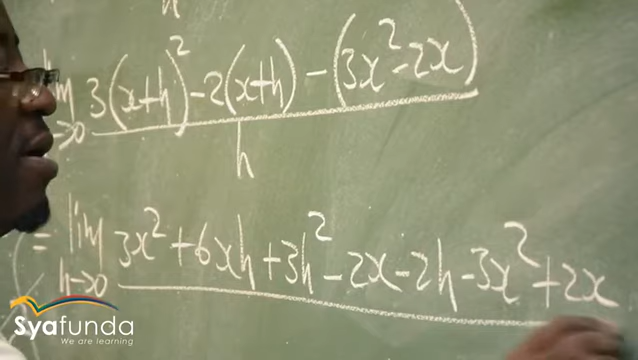 h
lim 3(x+h)² - 2(x+h) - (3x² - 2x)
h→0 h
= lim 3x² + 6xh + 3h² - 2x - 2h - 3x² + 2x
h→0
Syafunda
We are learning